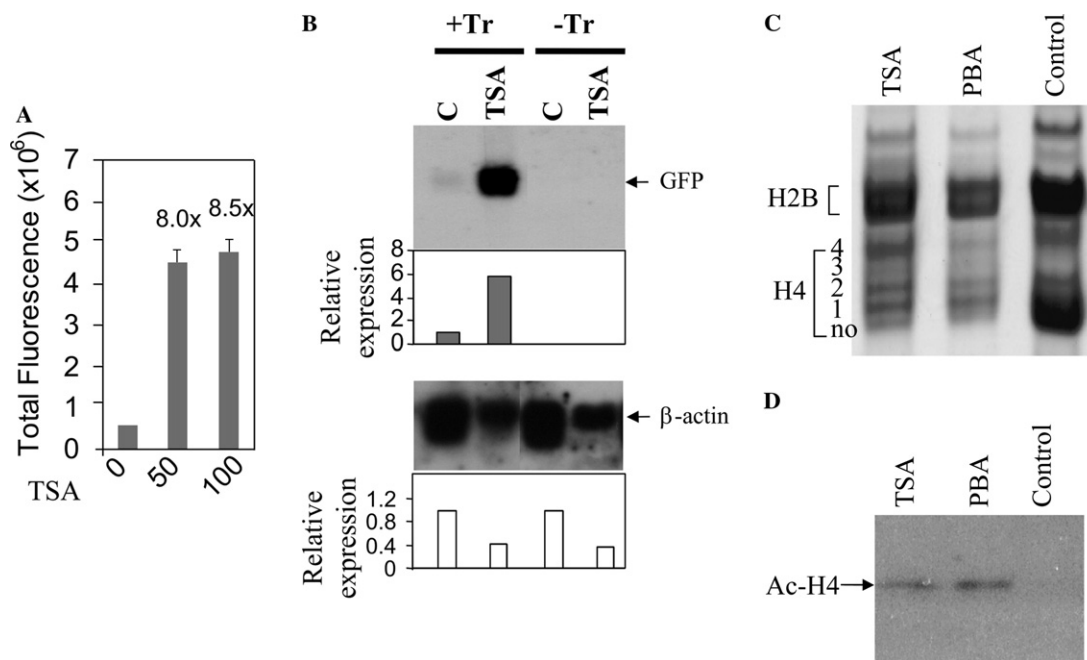 A
Total Fluorescence (x10⁶)
7
6
5
4
3
2
1
0
8.0x
8.5x
TSA
0
50
100
B
+Tr
-Tr
C
TSA
C
TSA
GFP
Relative
expression
8
6
4
2
0
β-actin
Relative
expression
1.2
0.8
0.4
0
C
TSA
PBA
Control
H2B
H4
4
3
2
1
no
D
TSA
PBA
Control
Ac-H4